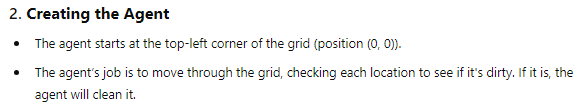 2. Creating the Agent
• The agent starts at the top-left corner of the grid (position (0, 0)).
• The agent's job is to move through the grid, checking each location to see if it's dirty. If it is, the
agent will clean it.